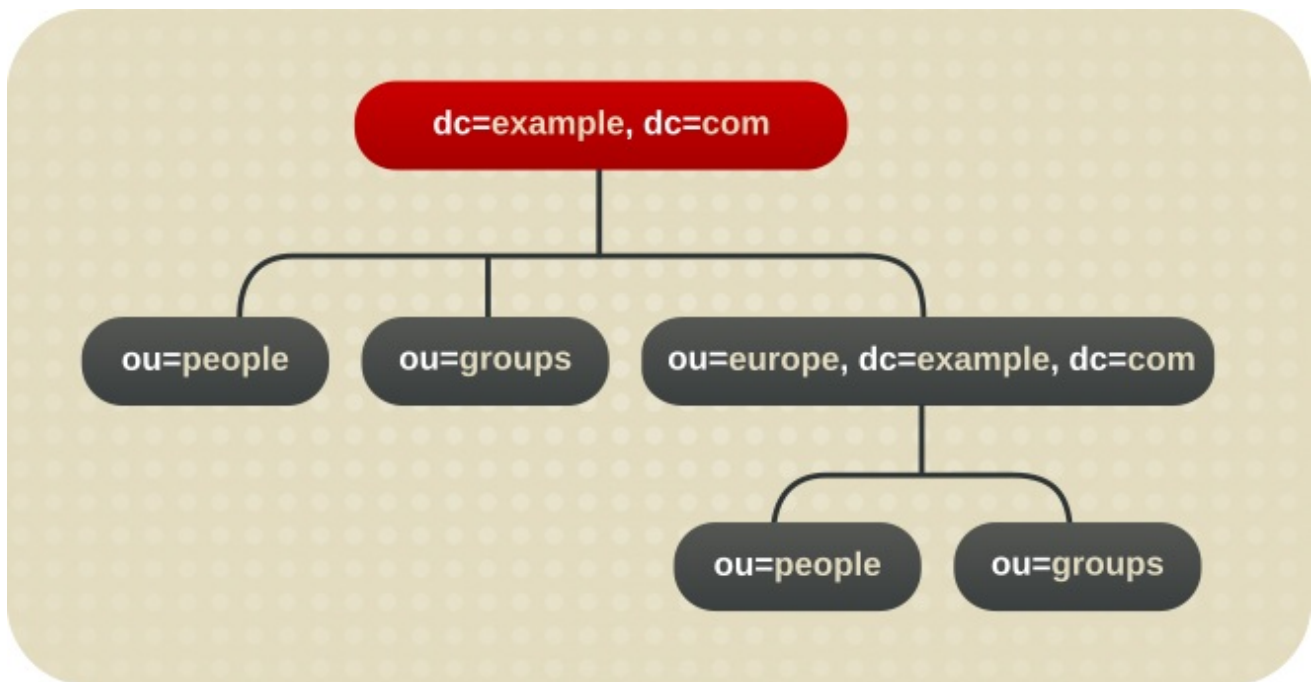 dc=example, dc=com
ou=people
ou=groups
ou=europe, dc=example, dc=com
ou=people
ou=groups